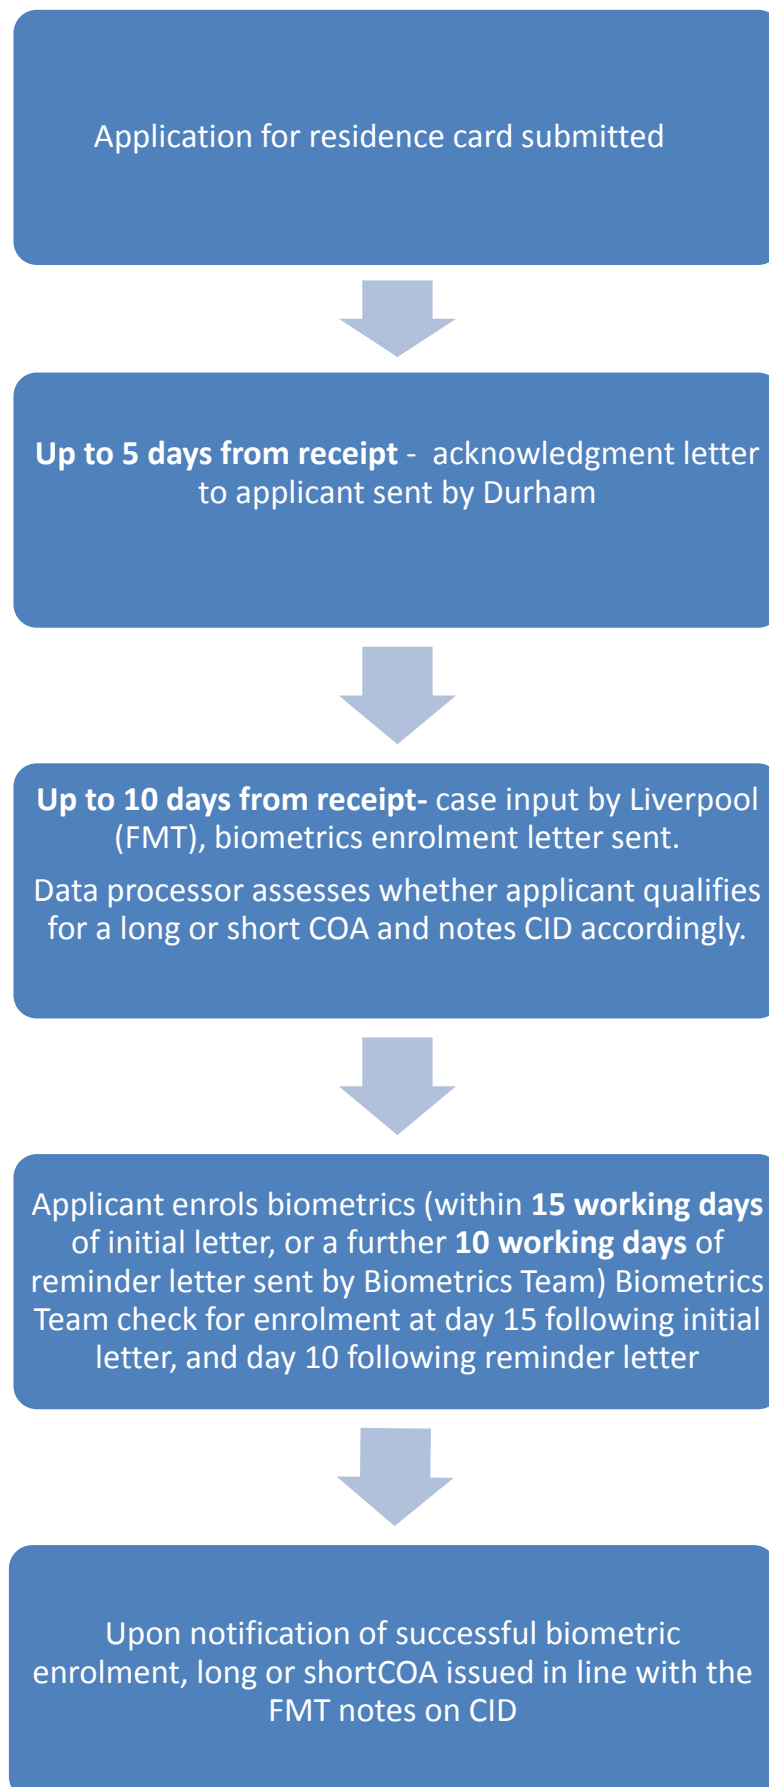 Application for residence card submitted
Up to 5 days from receipt - acknowledgment letter
to applicant sent by Durham
Up to 10 days from receipt- case input by Liverpool
(FMT), biometrics enrolment letter sent.
Data processor assesses whether applicant qualifies
for a long or short COA and notes CID accordingly.
Applicant enrols biometrics (within 15 working days
of initial letter, or a further 10 working days of
reminder letter sent by Biometrics Team) Biometrics
Team check for enrolment at day 15 following initial
letter, and day 10 following reminder letter
Upon notification of successful biometric
enrolment, long or shortCOA issued in line with the
FMT notes on CID